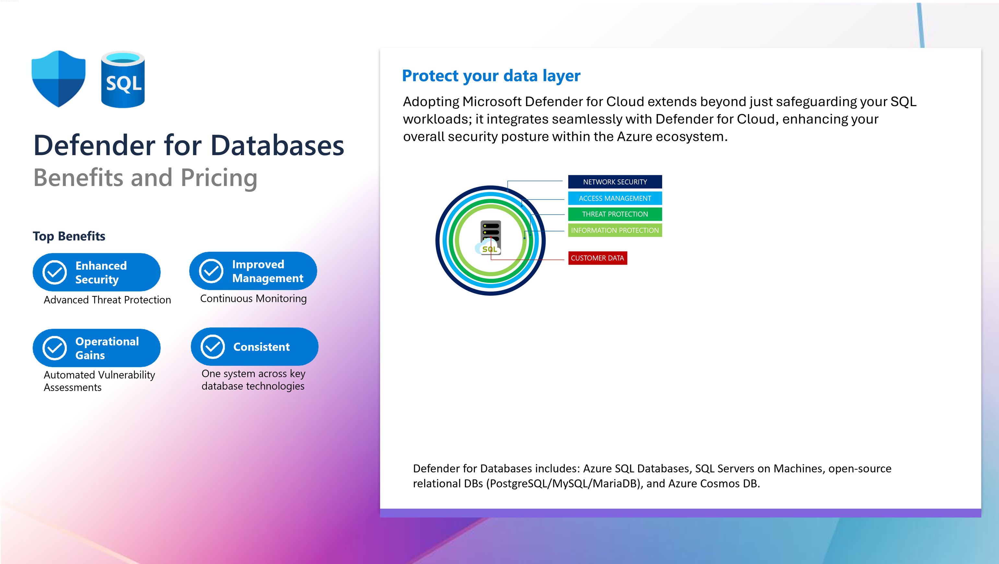 SQL
Defender for Databases
Benefits and Pricing
Top Benefits
Enhanced
Security
Advanced Threat Protection
Improved
Management
Continuous Monitoring
Operational
Gains
Automated Vulnerability
Assessments
Consistent
One system across key
database technologies
Protect your data layer
Adopting Microsoft Defender for Cloud extends beyond just safeguarding your SQL
workloads; it integrates seamlessly with Defender for Cloud, enhancing your
overall security posture within the Azure ecosystem.
NETWORK SECURITY
ACCESS MANAGEMENT
THREAT PROTECTION
INFORMATION PROTECTION
SQL
CUSTOMER DATA
Defender for Databases includes: Azure SQL Databases, SQL Servers on Machines, open-source
relational DBs (PostgreSQL/MySQL/MariaDB), and Azure Cosmos DB.